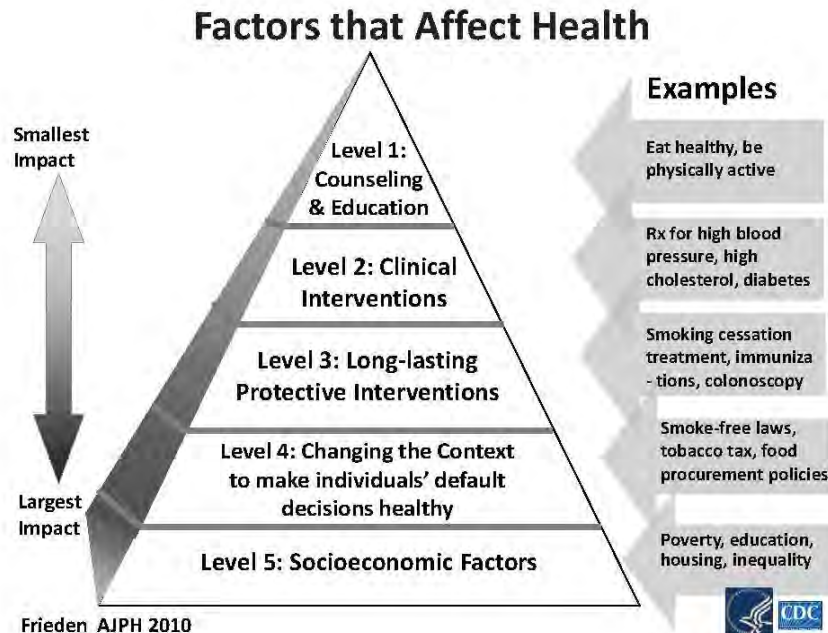 Factors that Affect Health
Smallest
Impact
Largest
Impact
Level 1:
Counseling
& Education
Level 2: Clinical
Interventions
Level 3: Long-lasting
Protective Interventions
Level 4: Changing the Context
to make individuals' default
decisions healthy
Level 5: Socioeconomic Factors
Examples
Eat healthy, be
physically active
Rx for high blood
pressure, high
cholesterol, diabetes
Smoking cessation
treatment, immuniza
- tions, colonoscopy
Smoke-free laws,
tobacco tax, food
procurement policies
Poverty, education,
housing, inequality
Frieden AJPH 2010
CDC